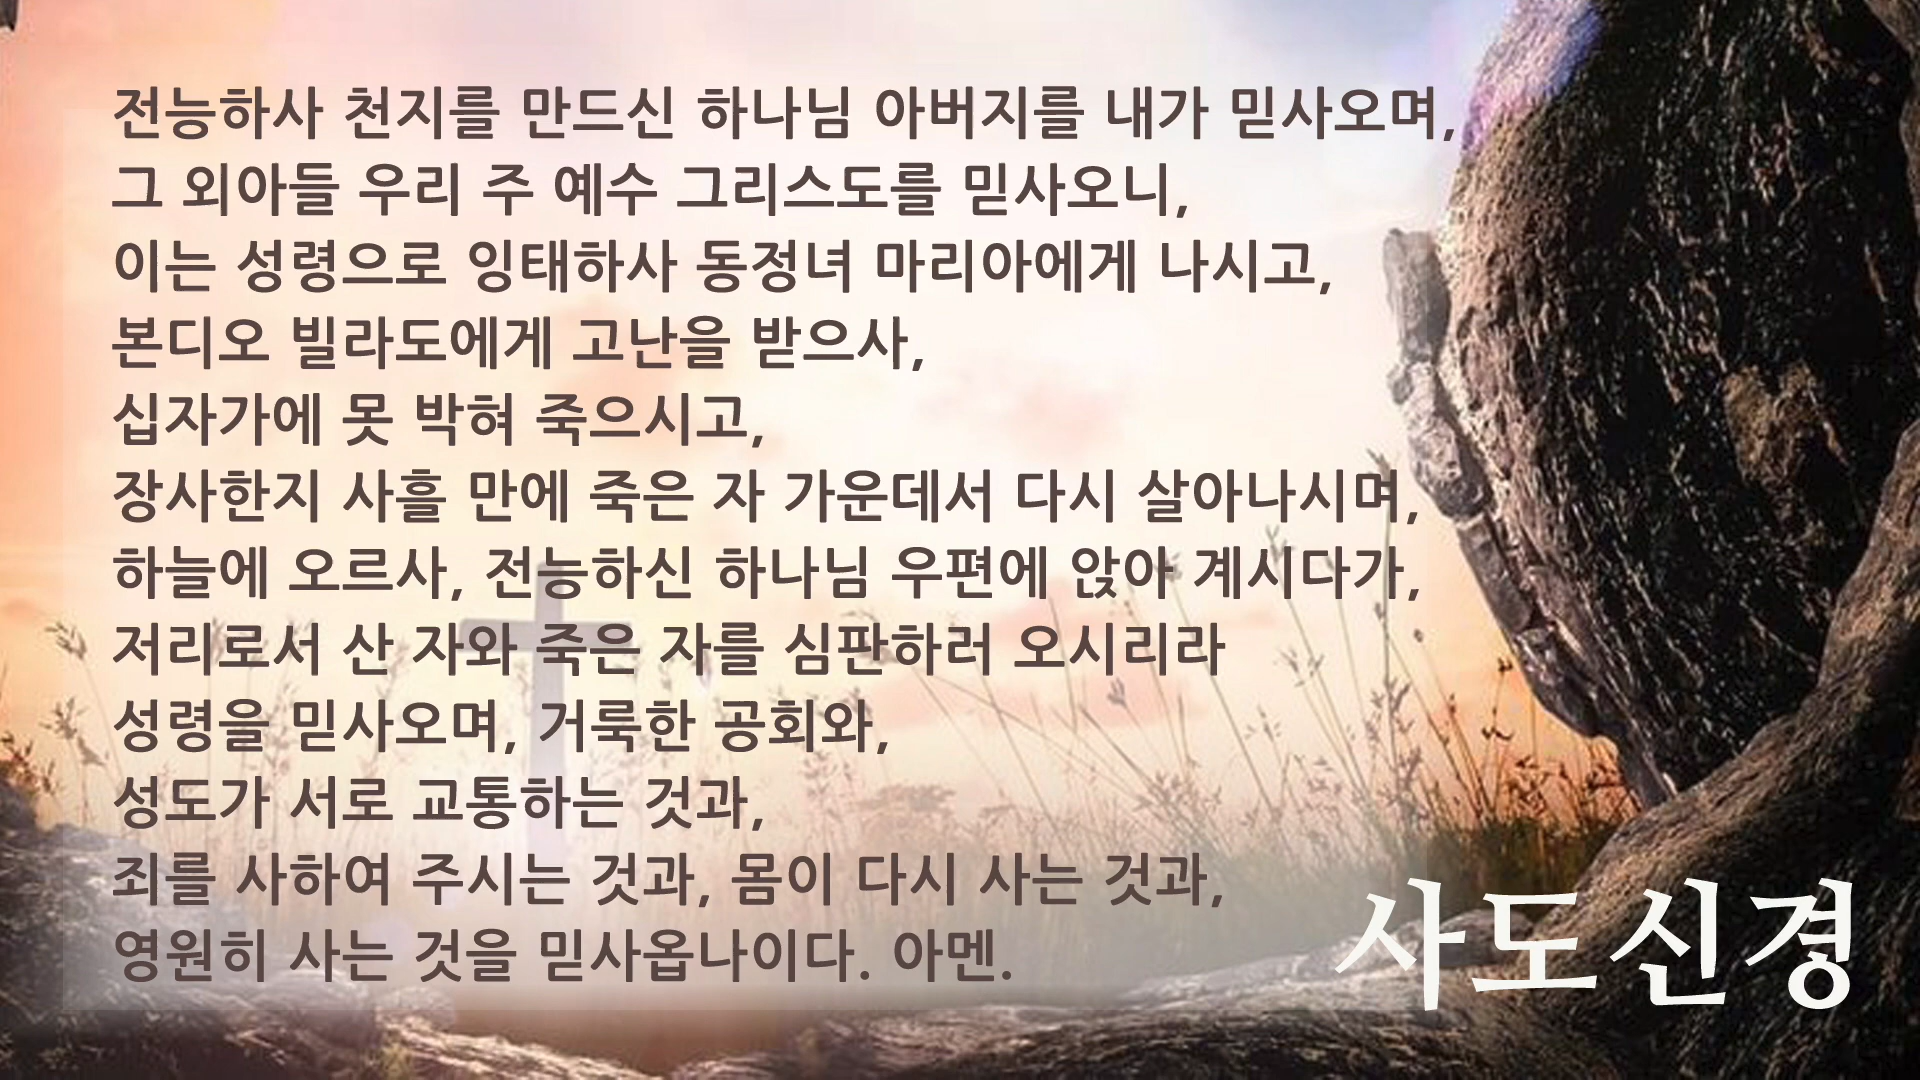 전능하사 천지를 만드신 하나님 아버지를 내가 믿사오며,
그 외아들 우리 주 예수 그리스도를 믿사오니,
이는 성령으로 잉태하사 동정녀 마리아에게 나시고,
본디오 빌라도에게 고난을 받으사,
십자가에 못 박혀 죽으시고,
장사한지 사흘 만에 죽은 자 가운데서 다시 살아나시며,
하늘에 오르사, 전능하신 하나님 우편에 앉아 계시다가,
저리로서 산 자와 죽은 자를 심판하러 오시리라
성령을 믿사오며, 거룩한 공회와,
성도가 서로 교통하는 것과,
죄를 사하여 주시는 것과, 몸이 다시 사는 것과,
영원히 사는 것을 믿사옵나이다. 아멘.
사도신경